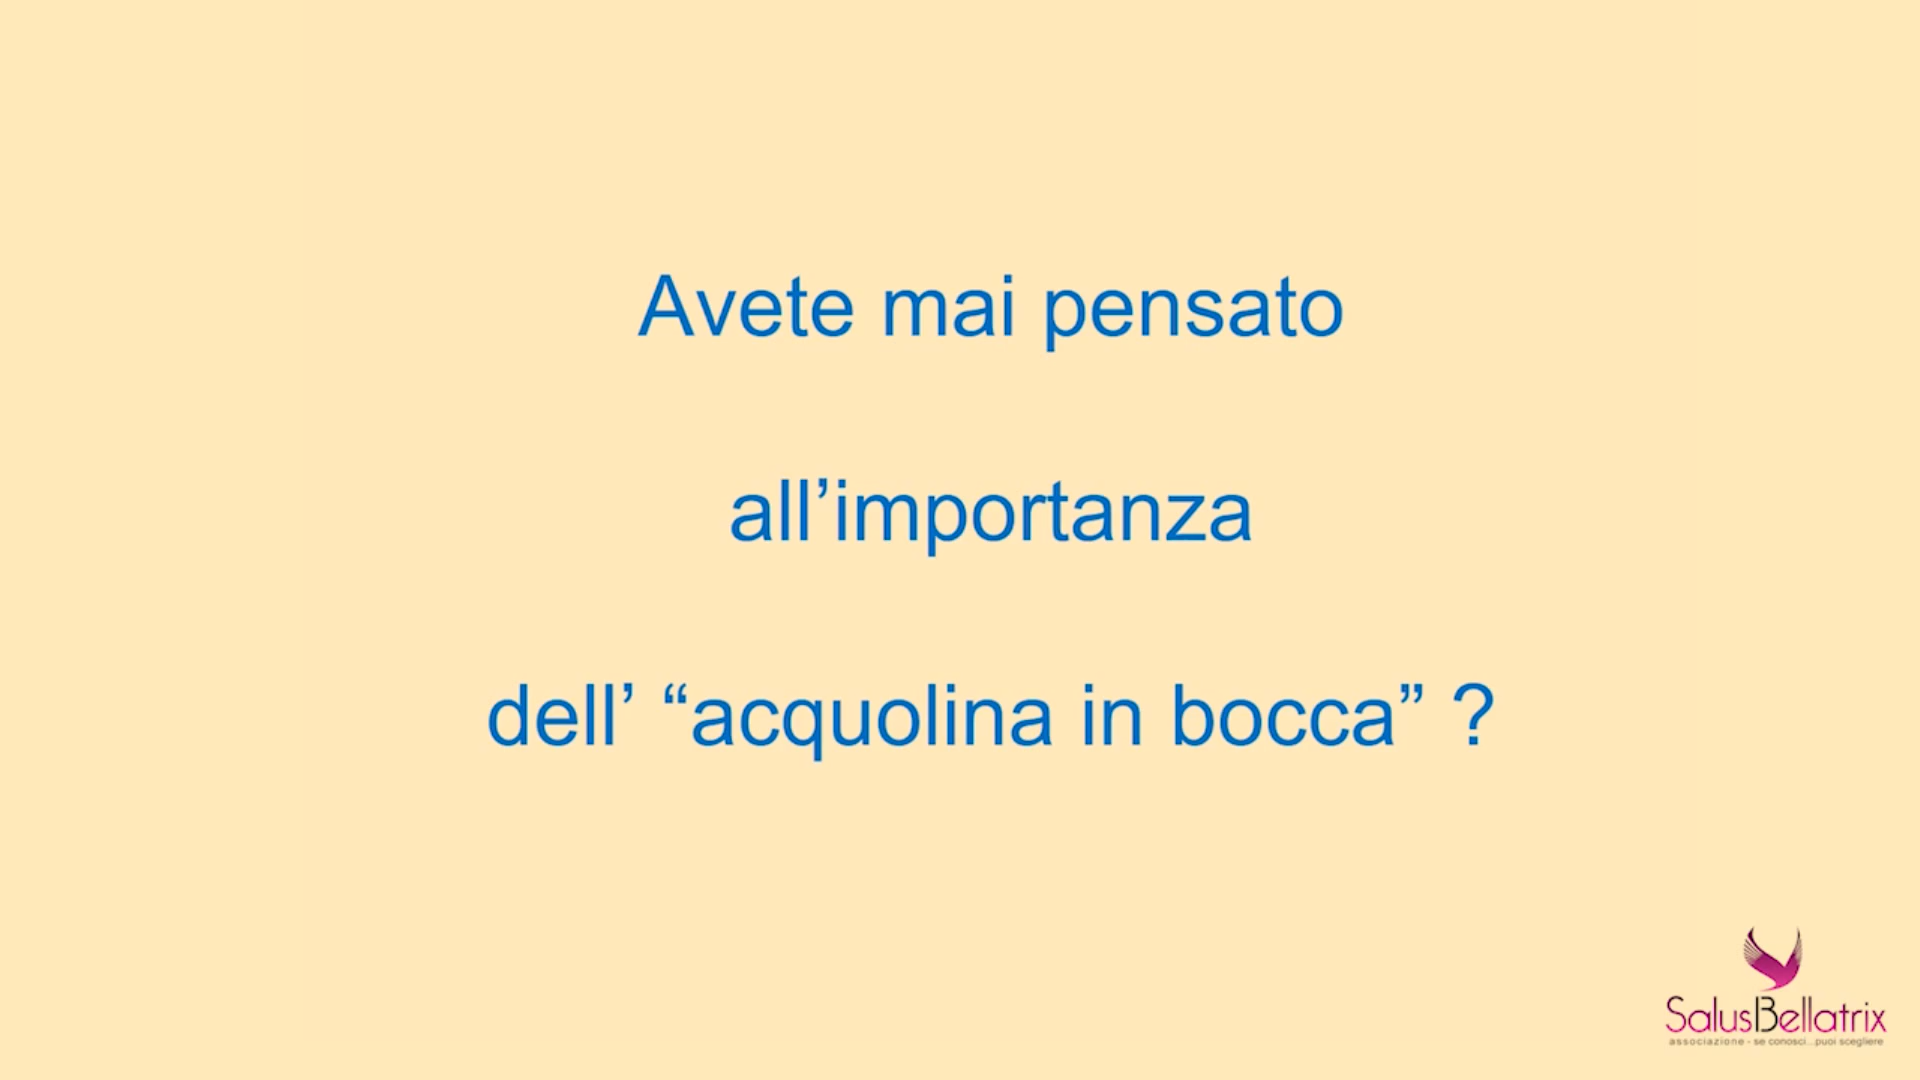 Avete mai pensato
all’importanza
dell’ “acquolina in bocca” ?
SalusBellatrix
associazione - se conosci...puoi scegliere